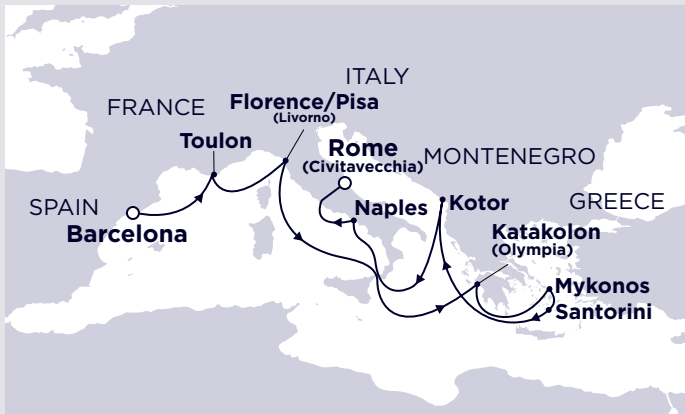 ITALY
FRANCE
Florence/Pisa
(Livorno)
Toulon
Rome
(Civitavecchia)
MONTENEGRO
SPAIN
Barcelona
Naples
Kotor
GREECE
Katakolon
(Olympia)
Mykonos
Santorini